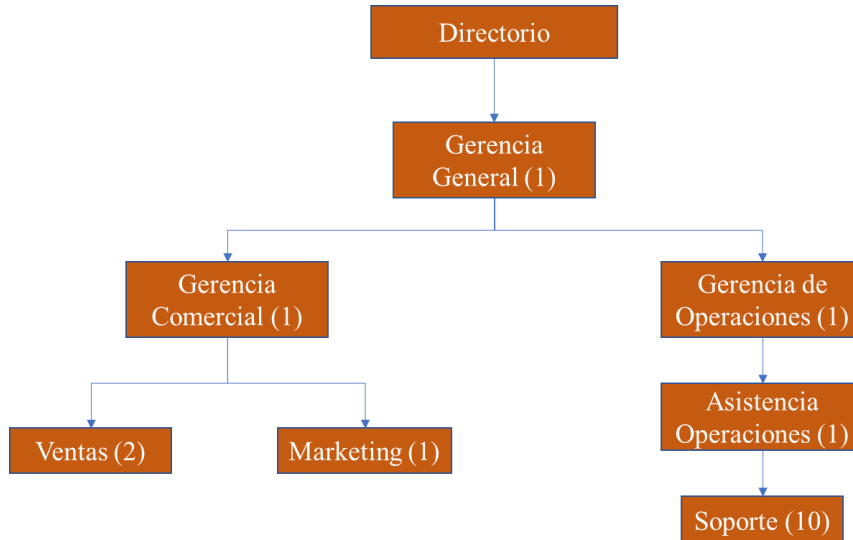 Directorio
Gerencia
General (1)
Gerencia
Comercial (1)
Gerencia de
Operaciones (1)
Ventas (2)
Marketing (1)
Asistencia
Operaciones (1)
Soporte (10)